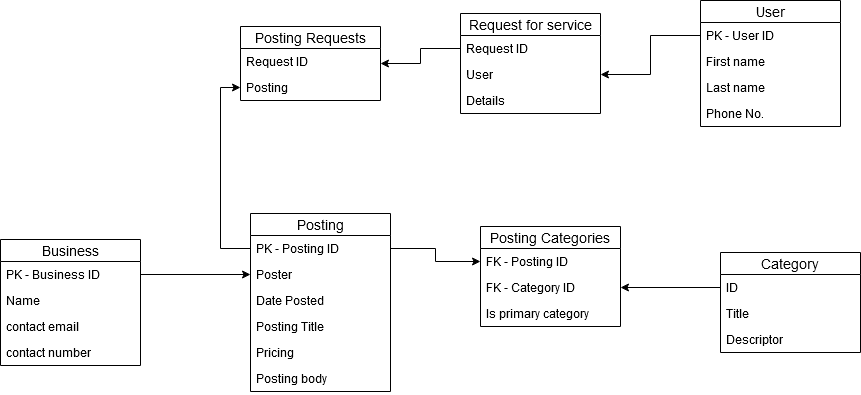 User
PK - User ID
First name
Last name
Phone No.
Request for service
Request ID
User
Details
Posting Requests
Request ID
Posting
Posting
PK - Posting ID
Poster
Date Posted
Posting Title
Pricing
Posting body
Business
PK - Business ID
Name
contact email
contact number
Posting Categories
FK - Posting ID
FK - Category ID
Is primary category
Category
ID
Title
Descriptor